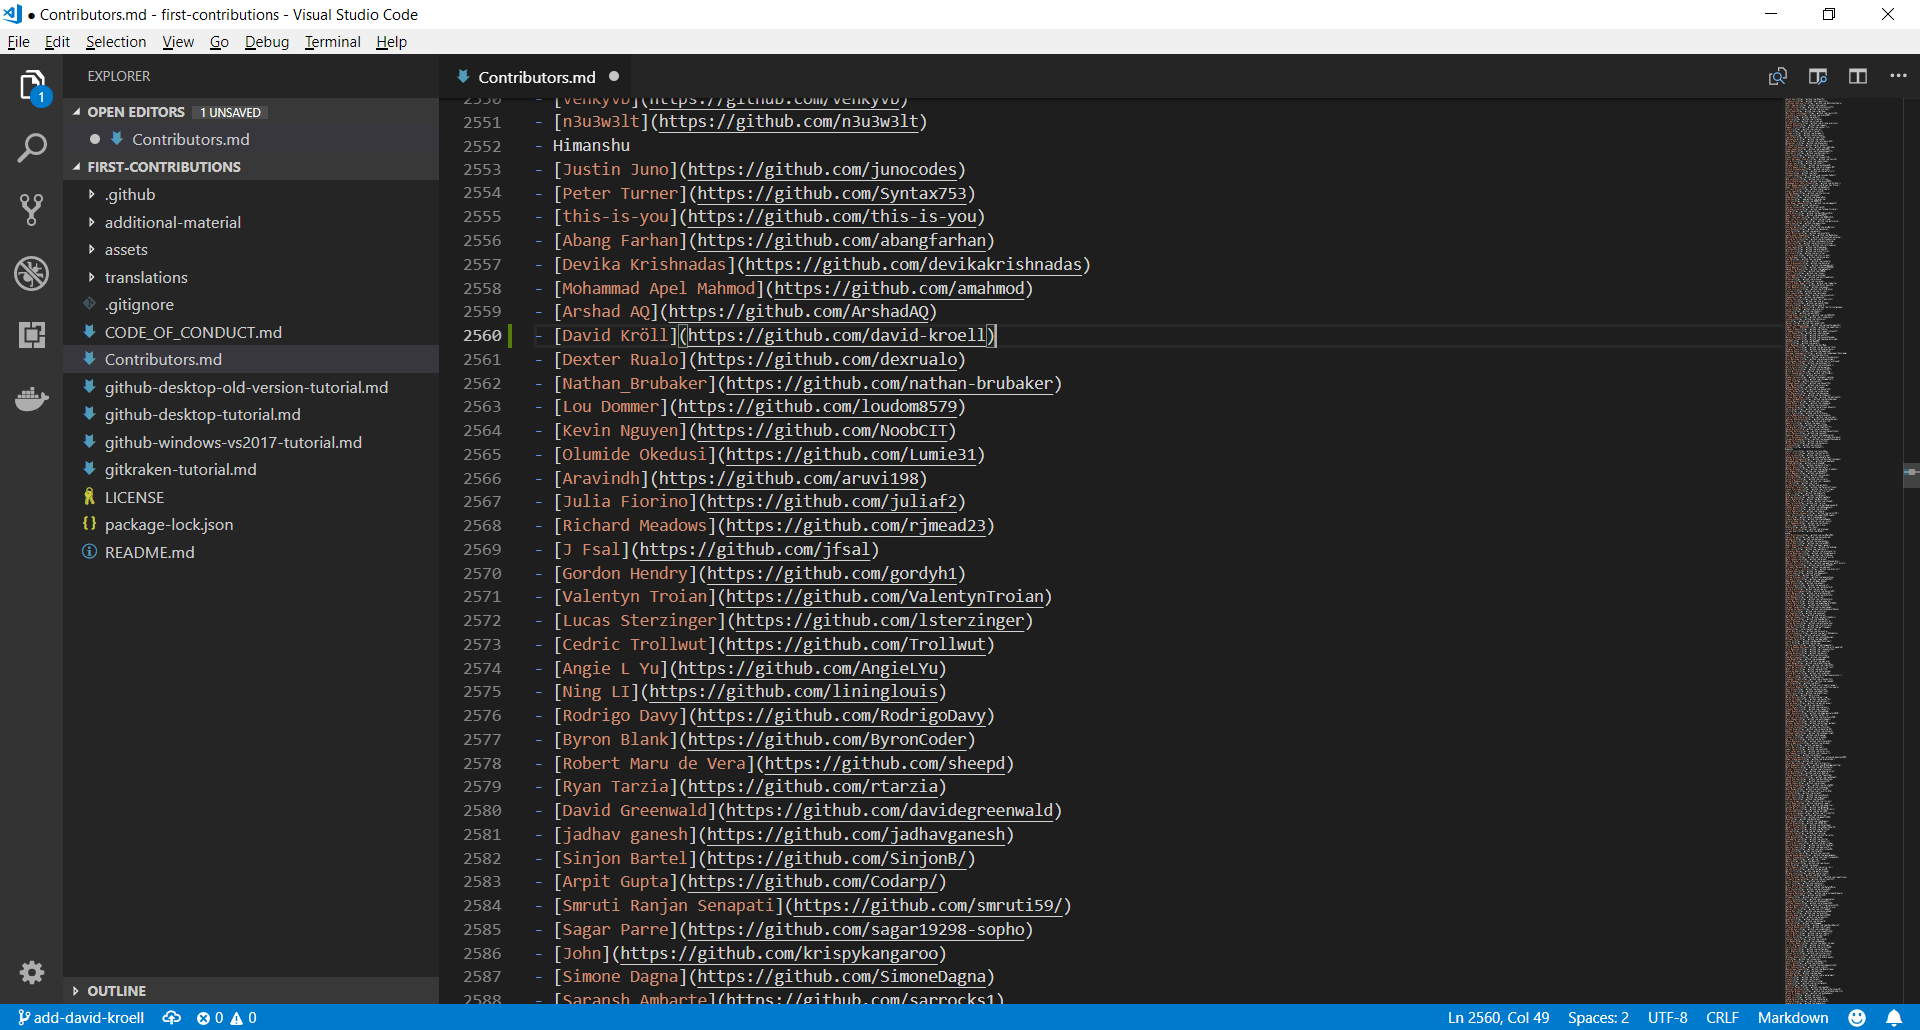 ● Contributors.md - first-contributions - Visual Studio Code
File Edit Selection View Go Debug Terminal Help
EXPLORER
OPEN EDITORS 1 UNSAVED
Contributors.md
FIRST-CONTRIBUTIONS
.github
additional-material
assets
translations
.gitignore
CODE_OF_CONDUCT.md
Contributors.md
github-desktop-old-version-tutorial.md
github-desktop-tutorial.md
github-windows-vs2017-tutorial.md
gitkraken-tutorial.md
LICENSE
package-lock.json
README.md
OUTLINE
1
Contributors.md ●
2550 - [venkyvb](https://github.com/venkyvb)
2551 - [n3u3w3lt](https://github.com/n3u3w3lt)
2552 - Himanshu
2553 - [Justin Juno](https://github.com/junocodes)
2554 - [Peter Turner](https://github.com/Syntax753)
2555 - [this-is-you](https://github.com/this-is-you)
2556 - [Abang Farhan](https://github.com/abangfarhan)
2557 - [Devika Krishnadas](https://github.com/devikakrishnadas)
2558 - [Mohammad Apel Mahmod](https://github.com/amahmod)
2559 - [Arshad AQ](https://github.com/ArshadAQ)
2560 - [David Kröll](https://github.com/david-kroell)
2561 - [Dexter Rualo](https://github.com/dexrualo)
2562 - [Nathan_Brubaker](https://github.com/nathan-brubaker)
2563 - [Lou Dommer](https://github.com/loudom8579)
2564 - [Kevin Nguyen](https://github.com/NoobCIT)
2565 - [Olumide Okedusi](https://github.com/Lumie31)
2566 - [Aravindh](https://github.com/aruvi198)
2567 - [Julia Fiorino](https://github.com/juliaf2)
2568 - [Richard Meadows](https://github.com/rjmead23)
2569 - [J Fsal](https://github.com/jfsal)
2570 - [Gordon Hendry](https://github.com/gordyh1)
2571 - [Valentyn Troian](https://github.com/ValentynTroian)
2572 - [Lucas Sterzinger](https://github.com/lsterzinger)
2573 - [Cedric Trollwut](https://github.com/Trollwut)
2574 - [Angie L Yu](https://github.com/AngieLYu)
2575 - [Ning LI](https://github.com/lininglouis)
2576 - [Rodrigo Davy](https://github.com/RodrigoDavy)
2577 - [Byron Blank](https://github.com/ByronCoder)
2578 - [Robert Maru de Vera](https://github.com/sheepd)
2579 - [Ryan Tarzia](https://github.com/rtarzia)
2580 - [David Greenwald](https://github.com/davidegreenwald)
2581 - [jadhav ganesh](https://github.com/jadhavganesh)
2582 - [Sinjon Bartel](https://github.com/SinjonB/)
2583 - [Arpit Gupta](https://github.com/Codarp/)
2584 - [Smruti Ranjan Senapati](https://github.com/smruti59/)
2585 - [Sagar Parre](https://github.com/sagar19298-sopho)
2586 - [John](https://github.com/krispykangaroo)
2587 - [Simone Dagna](https://github.com/SimoneDagna)
2588 - [Saransh Ambarte](https://github.com/sarrocks1)
add-david-kroell 0 0 Ln 2560, Col 49 Spaces: 2 UTF-8 CRLF Markdown